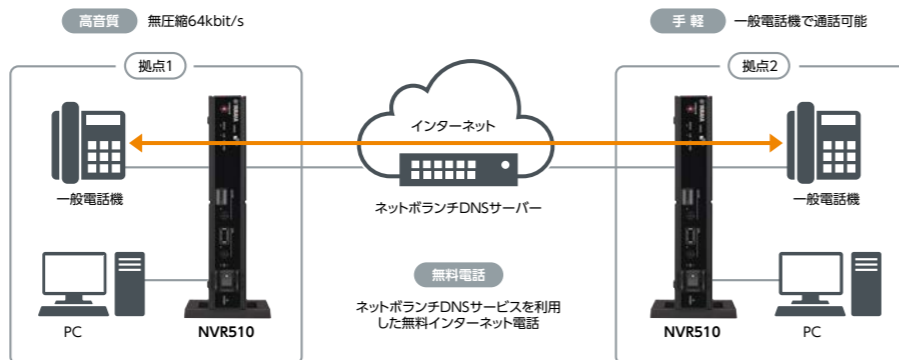 高音質 無圧縮64kbit/s
手 軽 一般電話機で通話可能
拠点1
拠点2
インターネット
一般電話機
一般電話機
ネットボランチDNSサーバー
無料電話
ネットボランチDNSサービスを利用
した無料インターネット電話
PC
NVR510
NVR510
PC